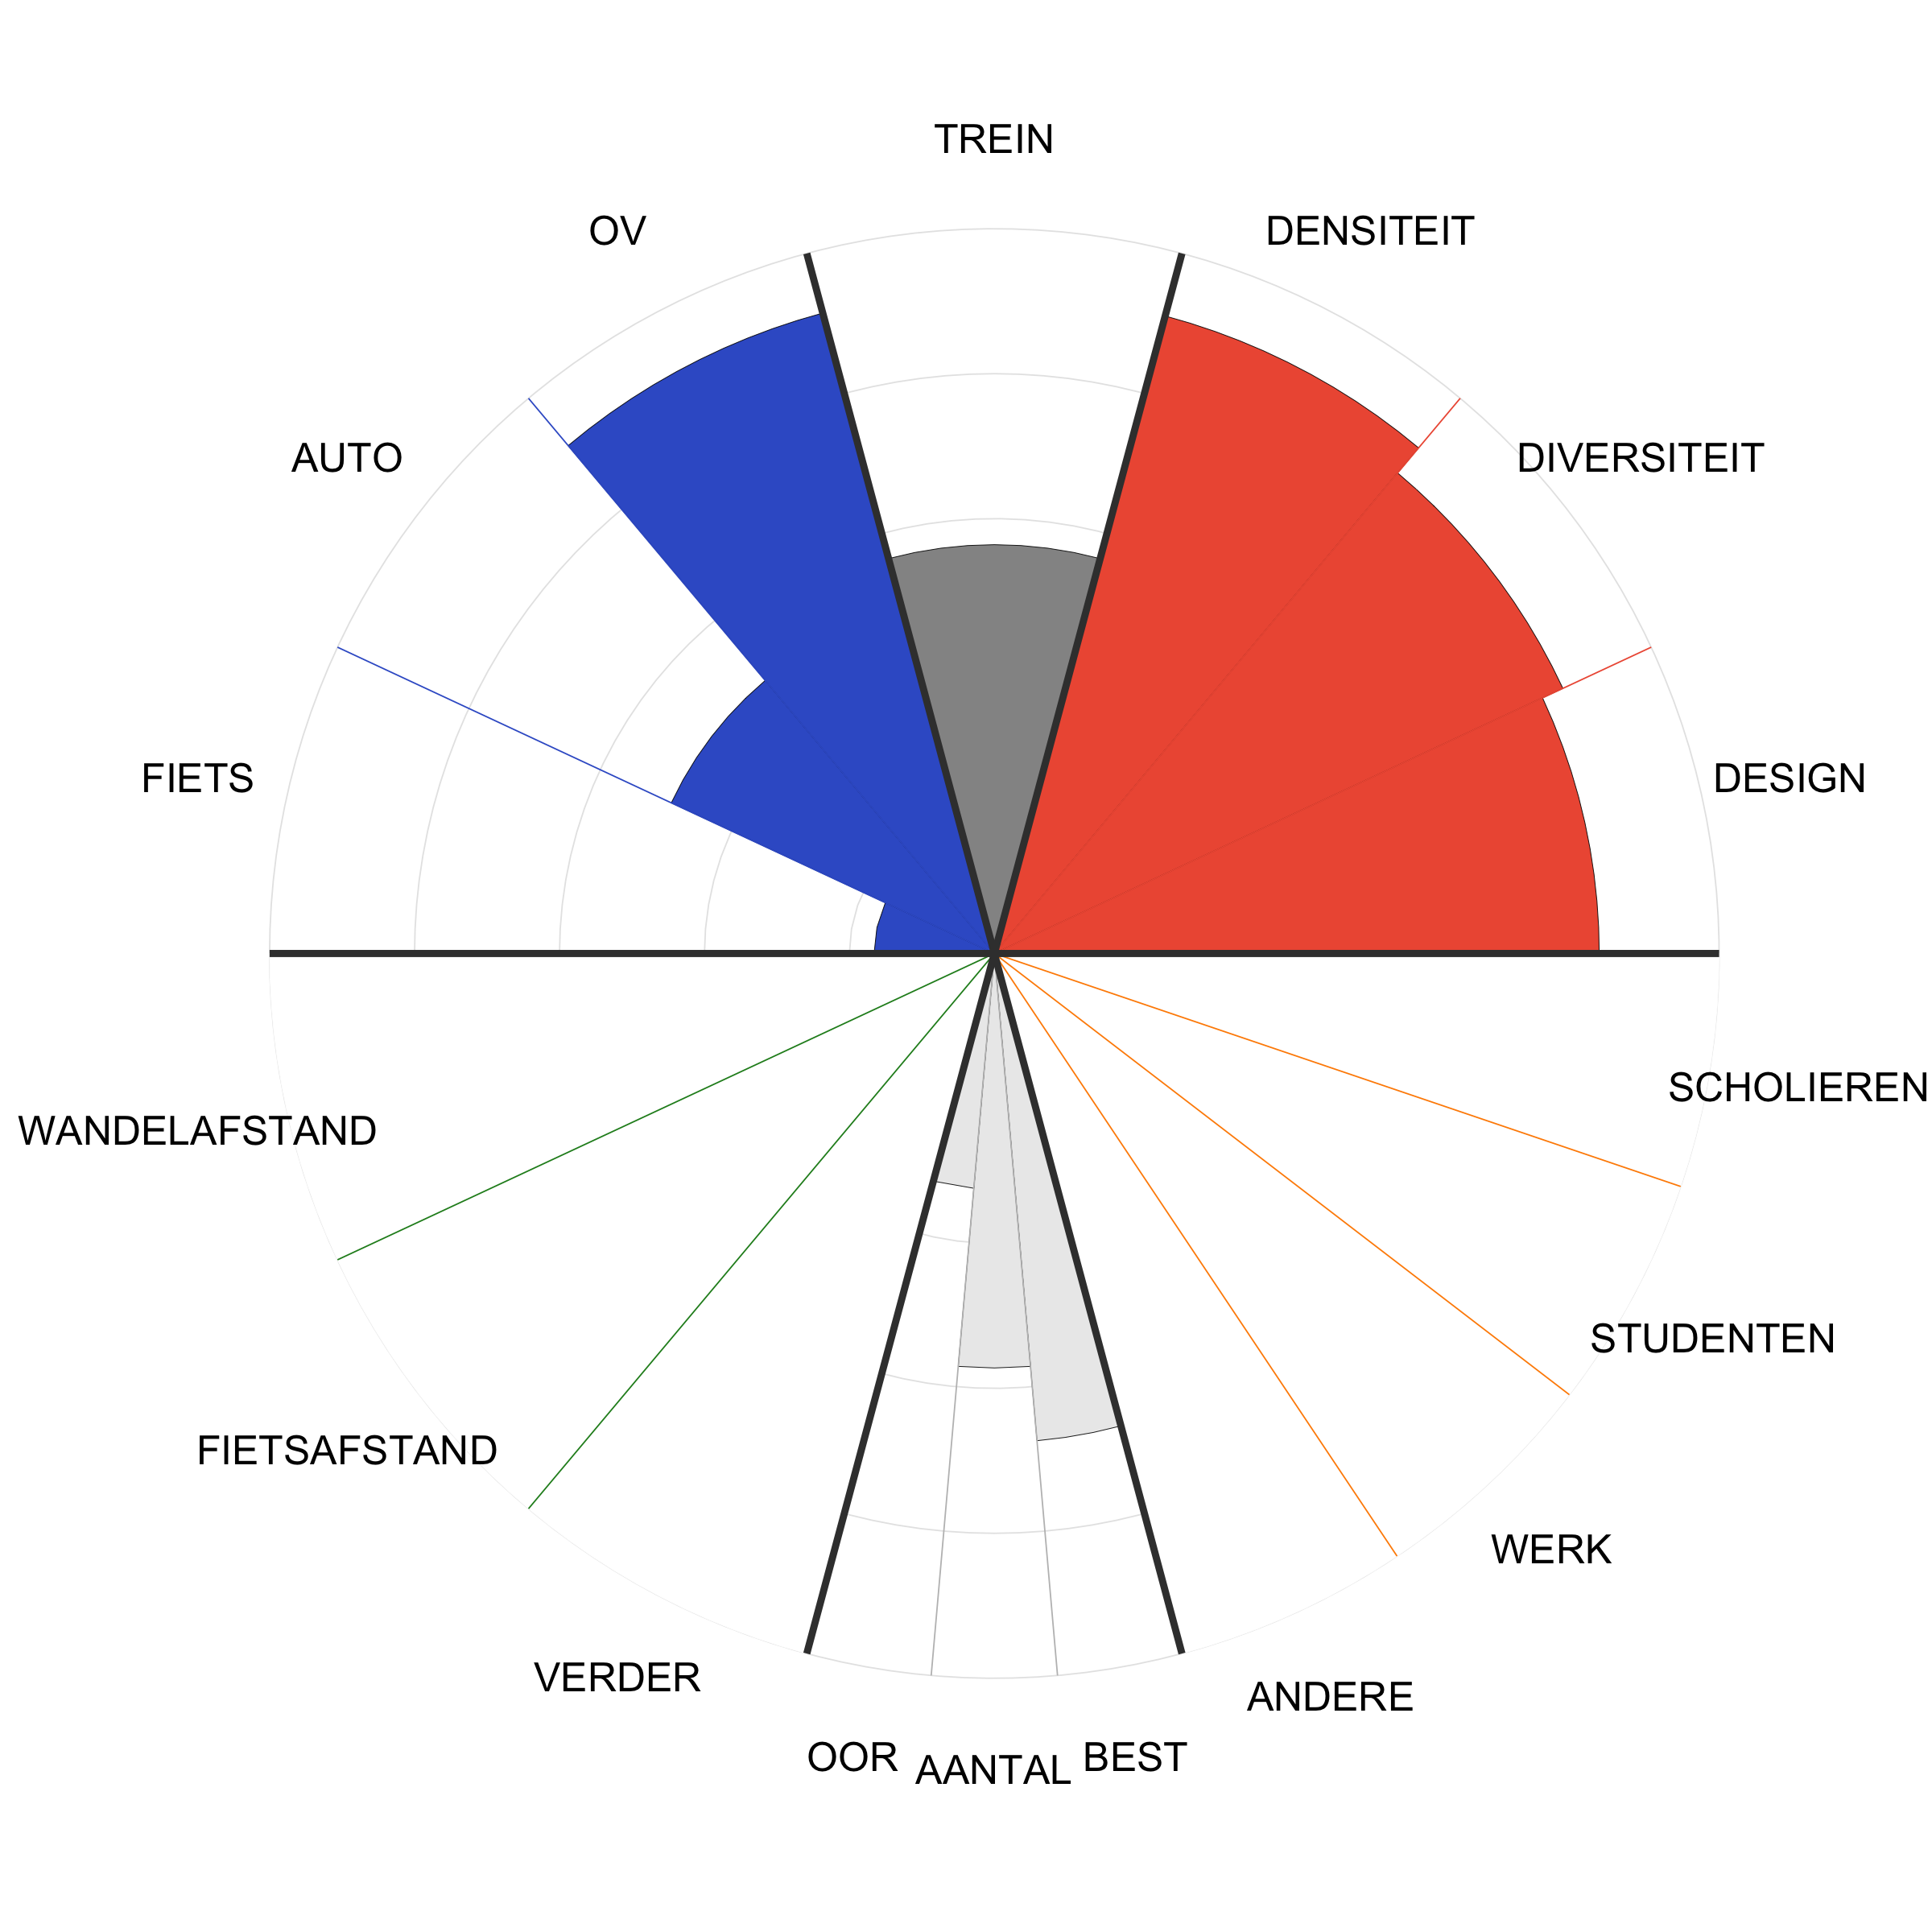 TREIN
OV
DENSITEIT
AUTO
DIVERSITEIT
FIETS
DESIGN
SCHOLIEREN
WANDELAFSTAND
STUDENTEN
FIETSAFSTAND
WERK
VERDER
ANDERE
OOR
AANTAL
BEST